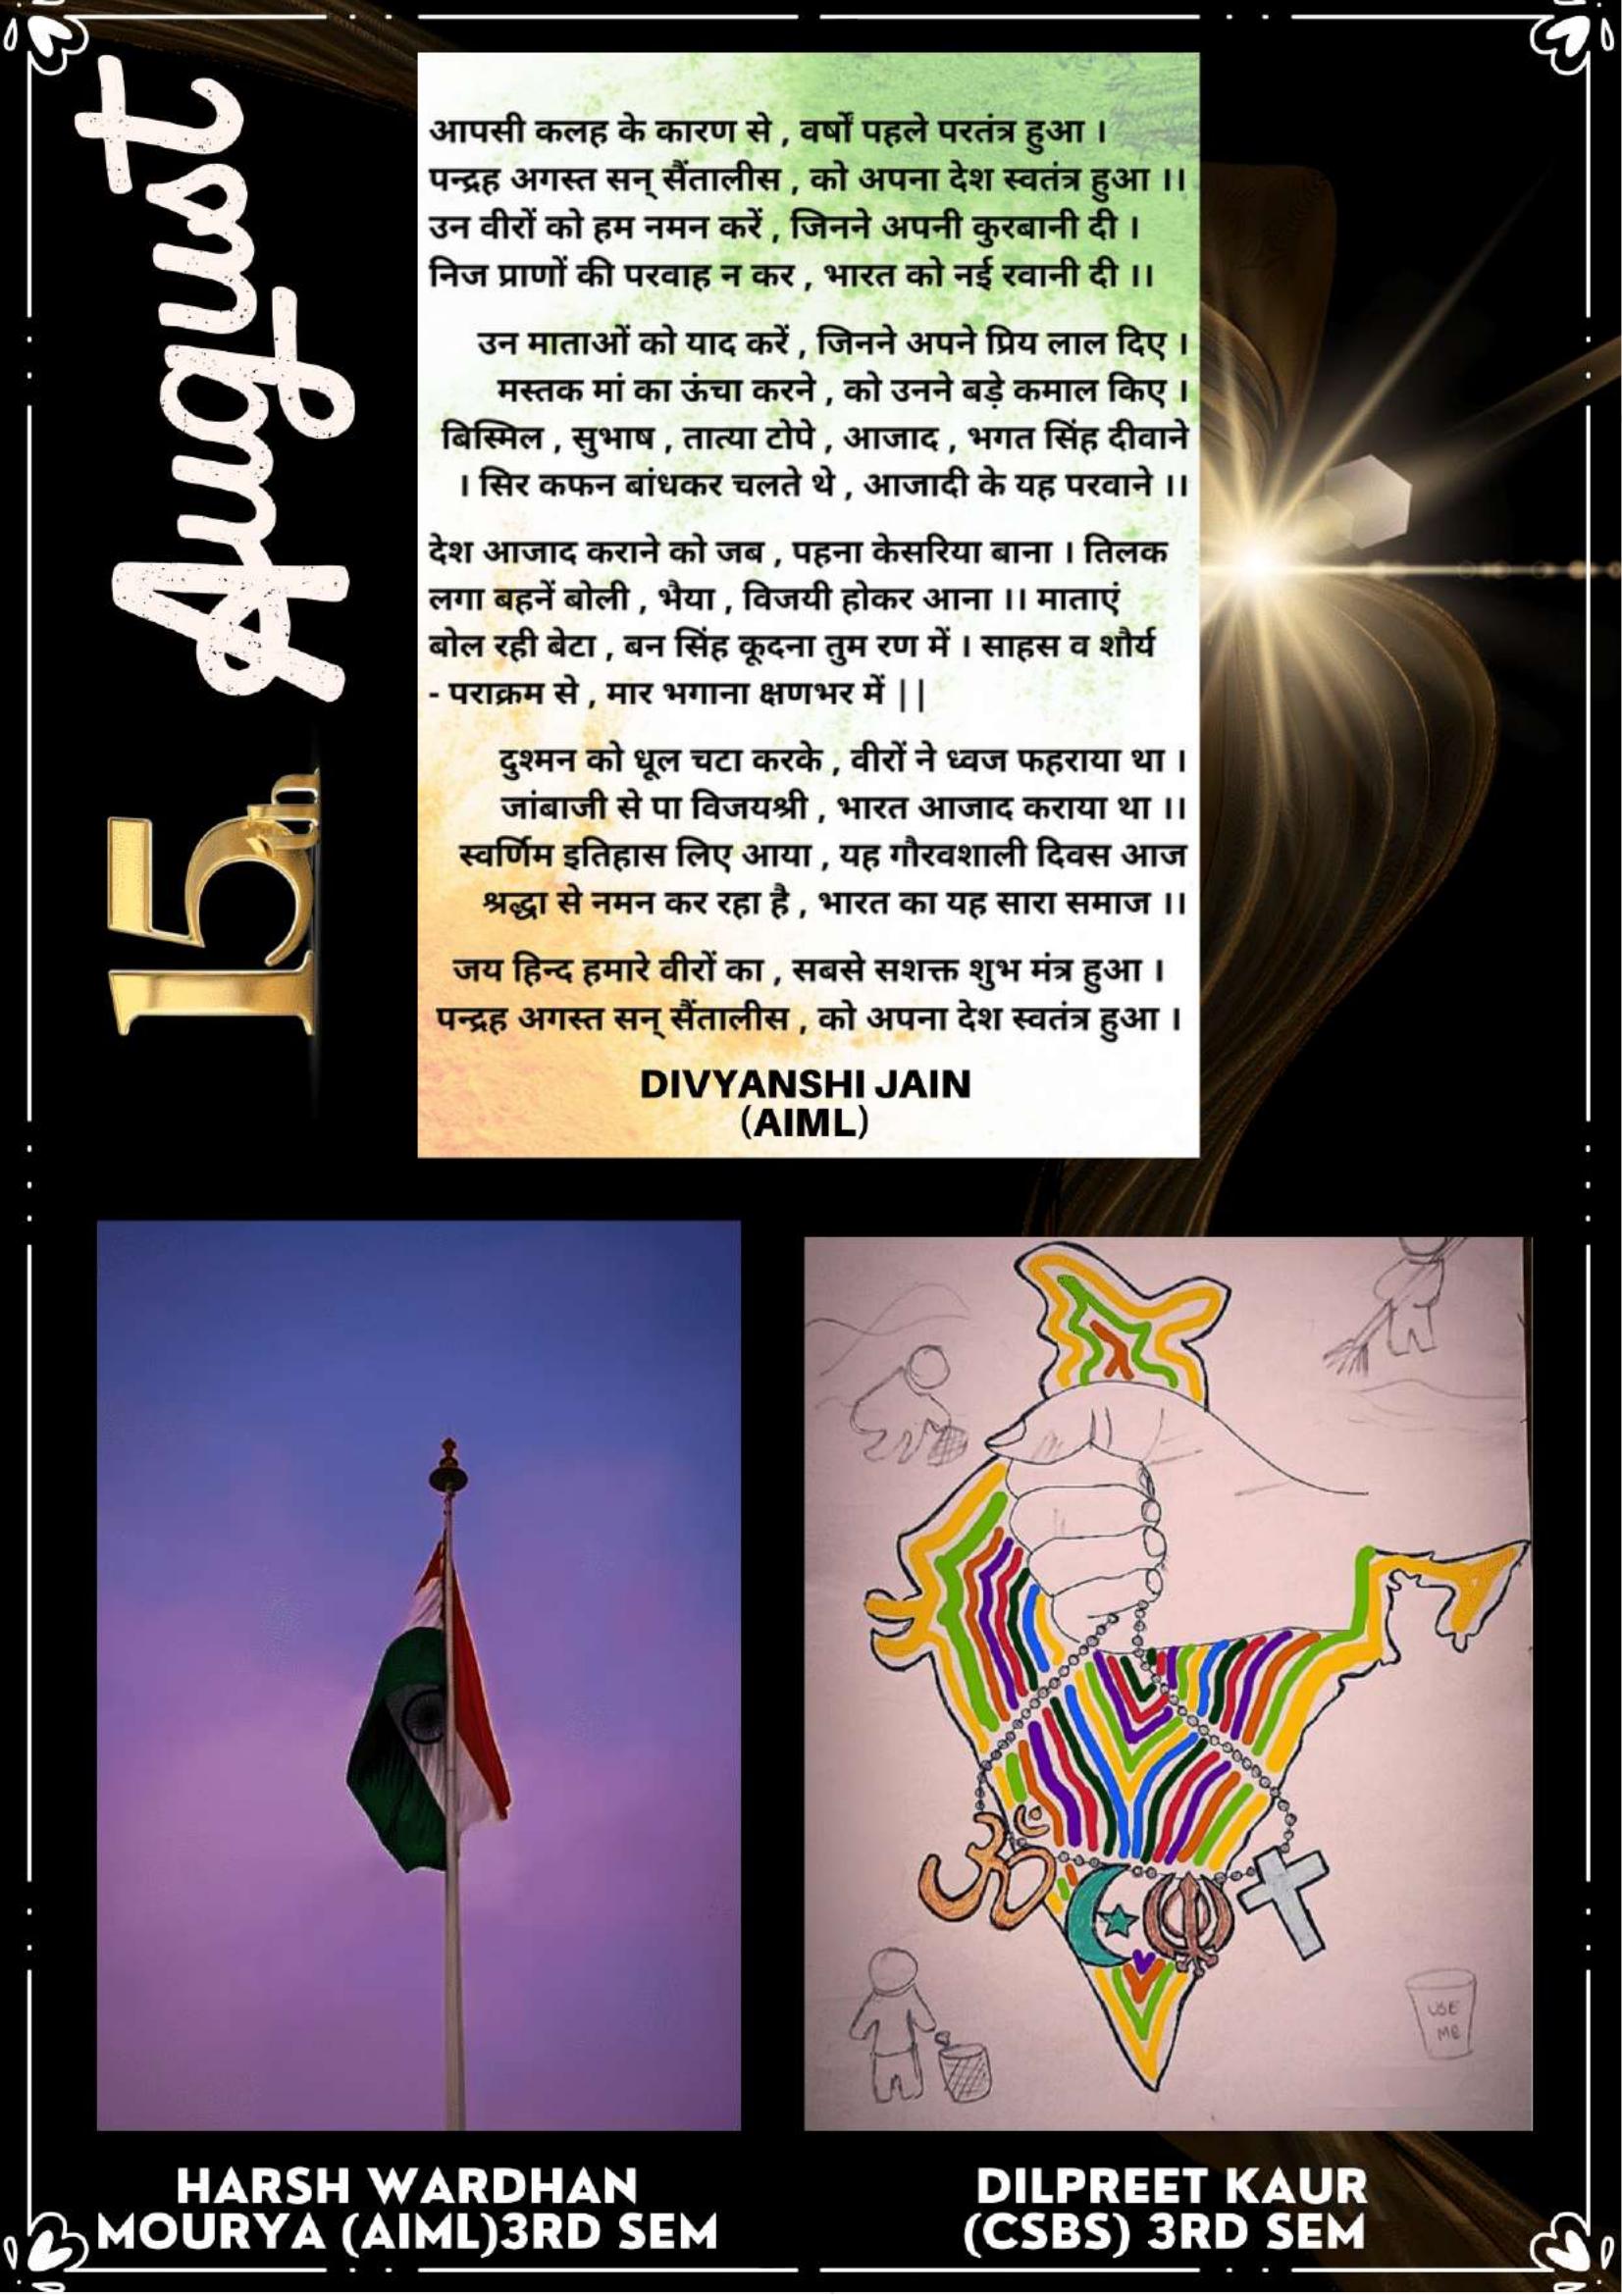 15th August
आपसी कलह के कारण से , वर्षों पहले परतंत्र हुआ ।
पन्द्रह अगस्त सन् सैंतालीस , को अपना देश स्वतंत्र हुआ ।।
उन वीरों को हम नमन करें , जिनने अपनी कुरबानी दी ।
निज प्राणों की परवाह न कर , भारत को नई रवानी दी ।।
उन माताओं को याद करें , जिनने अपने प्रिय लाल दिए ।
मस्तक मां का ऊंचा करने , को उनने बड़े कमाल किए ।
बिस्मिल , सुभाष , तात्या टोपे , आजाद , भगत सिंह दीवाने
। सिर कफन बांधकर चलते थे , आजादी के यह परवाने ।।
देश आजाद कराने को जब , पहना केसरिया बाना । तिलक
लगा बहनें बोली , भैया , विजयी होकर आना ।। माताएं
बोल रही बेटा , बन सिंह कूदना तुम रण में । साहस व शौर्य
- पराक्रम से , मार भगाना क्षणभर में ||
दुश्मन को धूल चटा करके , वीरों ने ध्वज फहराया था ।
जांबाजी से पा विजयश्री , भारत आजाद कराया था ।।
स्वर्णिम इतिहास लिए आया , यह गौरवशाली दिवस आज
श्रद्धा से नमन कर रहा है , भारत का यह सारा समाज ।।
जय हिन्द हमारे वीरों का , सबसे सशक्त शुभ मंत्र हुआ ।
पन्द्रह अगस्त सन् सैंतालीस , को अपना देश स्वतंत्र हुआ ।
DIVYANSHI JAIN
(AIML)
USE
ME
HARSH WARDHAN
MOURYA (AIML)3RD SEM
DILPREET KAUR
(CSBS) 3RD SEM